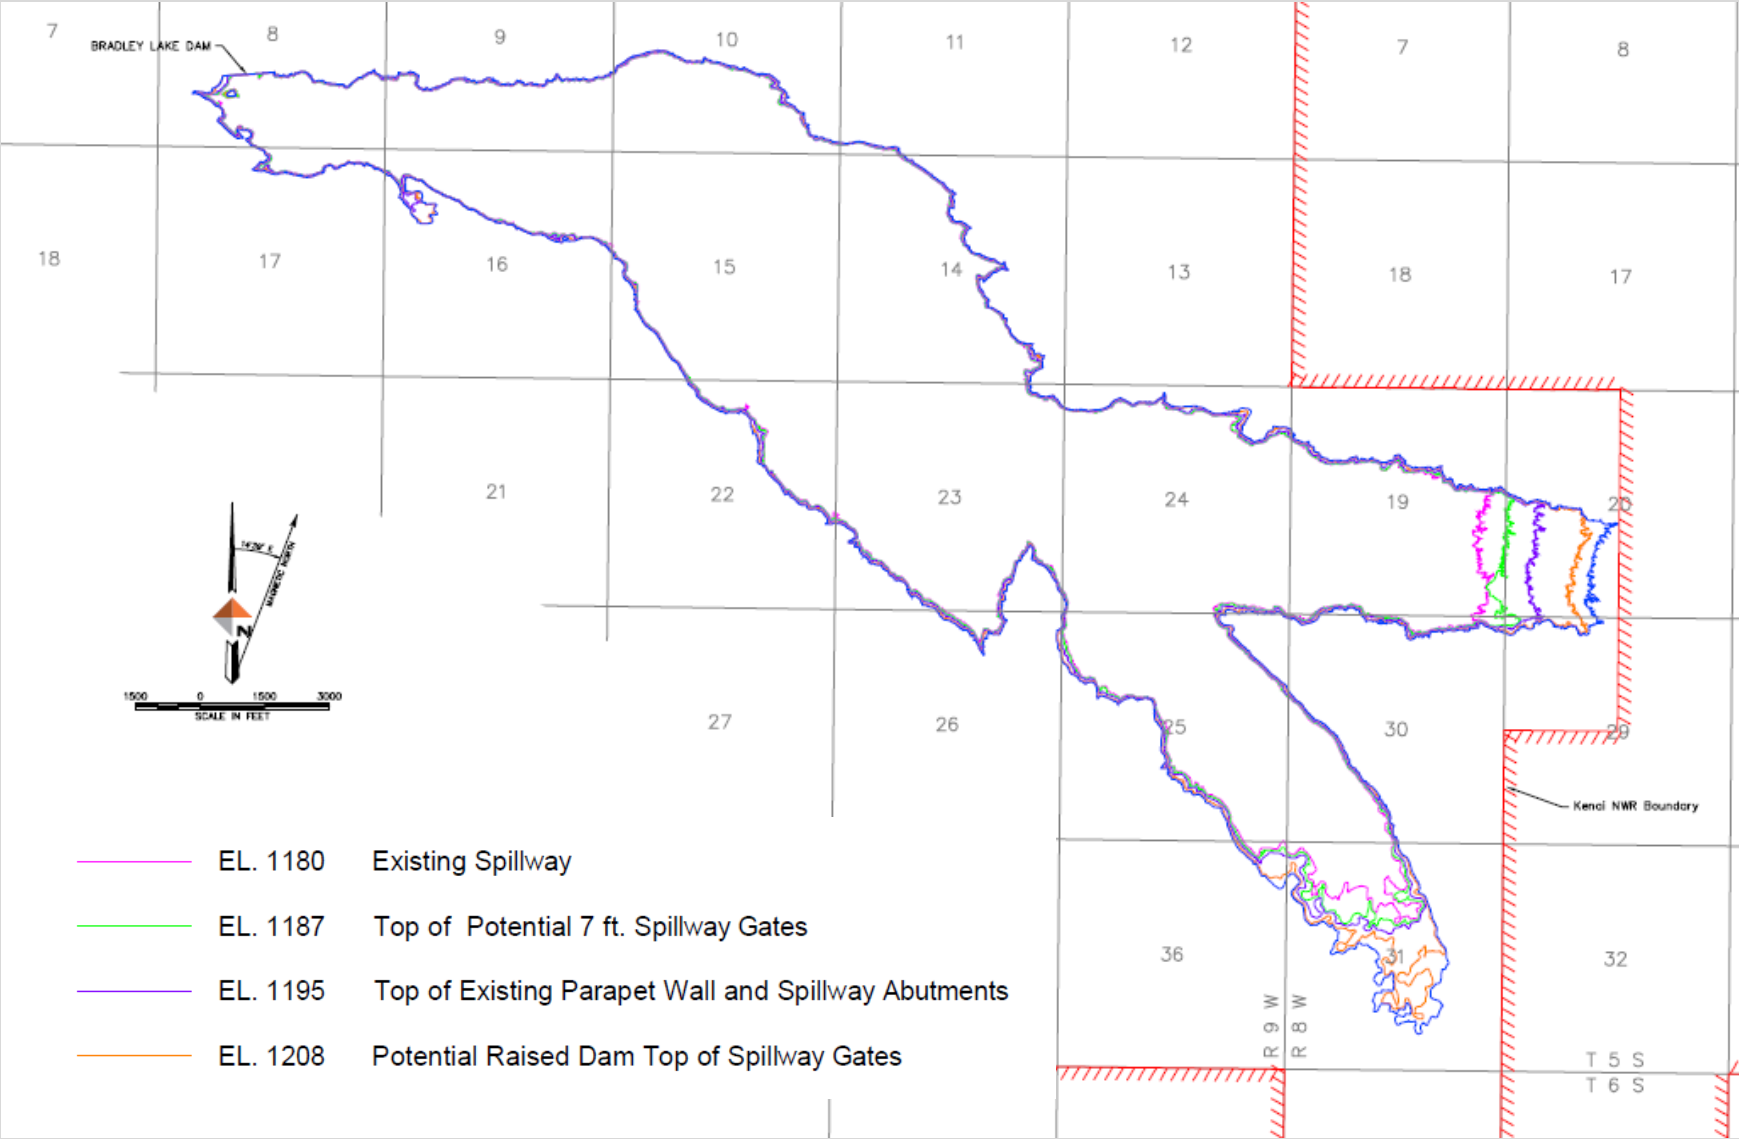 7
8
9
10
11
12
7
8
BRADLEY LAKE DAM
18
17
16
15
14
13
18
17
21
22
23
24
19
20
MAGNETIC NORTH
N
1500 0 1500 3000
SCALE IN FEET
27
26
25
30
29
Kenai NWR Boundary
EL. 1180 Existing Spillway
EL. 1187 Top of Potential 7 ft. Spillway Gates
EL. 1195 Top of Existing Parapet Wall and Spillway Abutments
EL. 1208 Potential Raised Dam Top of Spillway Gates
36
31
32
R 9 W
R 8 W
T 5 S
T 6 S